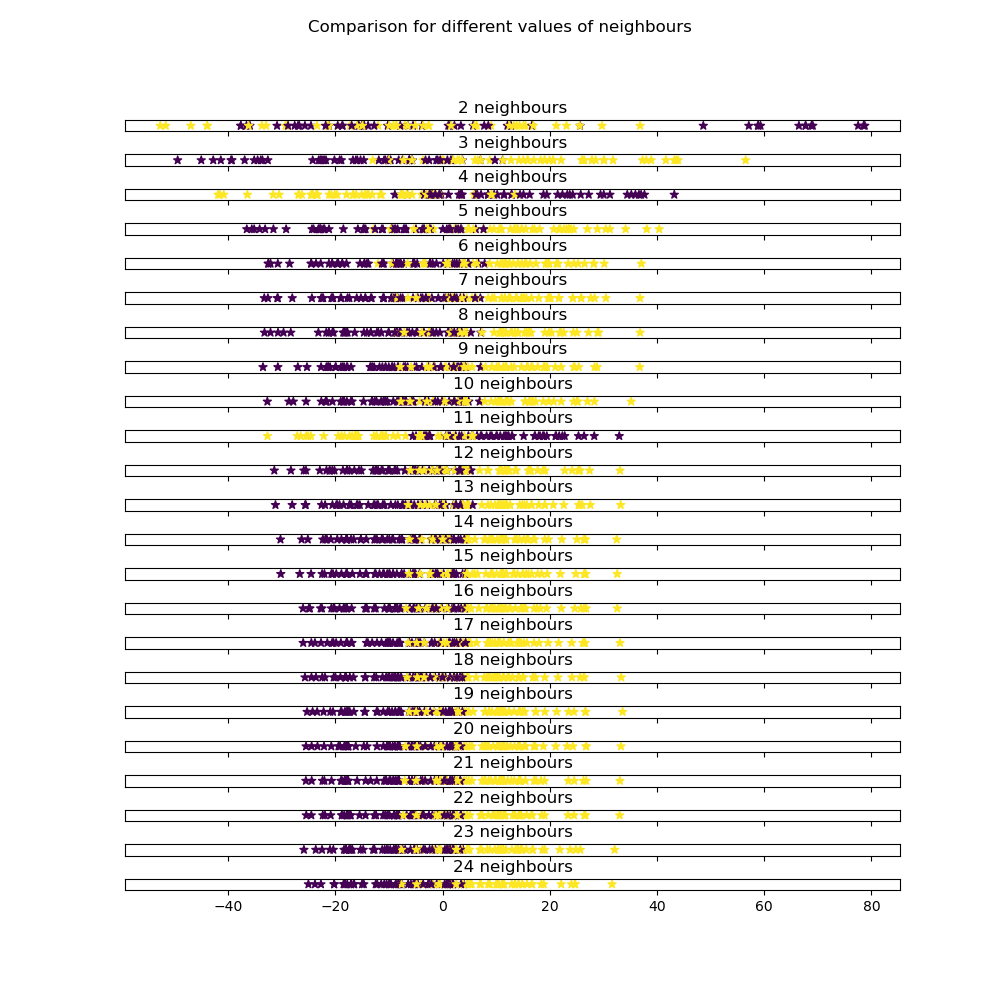 Comparison for different values of neighbours
2 neighbours
3 neighbours
4 neighbours
5 neighbours
6 neighbours
7 neighbours
8 neighbours
9 neighbours
10 neighbours
11 neighbours
12 neighbours
13 neighbours
14 neighbours
15 neighbours
16 neighbours
17 neighbours
18 neighbours
19 neighbours
20 neighbours
21 neighbours
22 neighbours
23 neighbours
24 neighbours
−40 −20 0 20 40 60 80